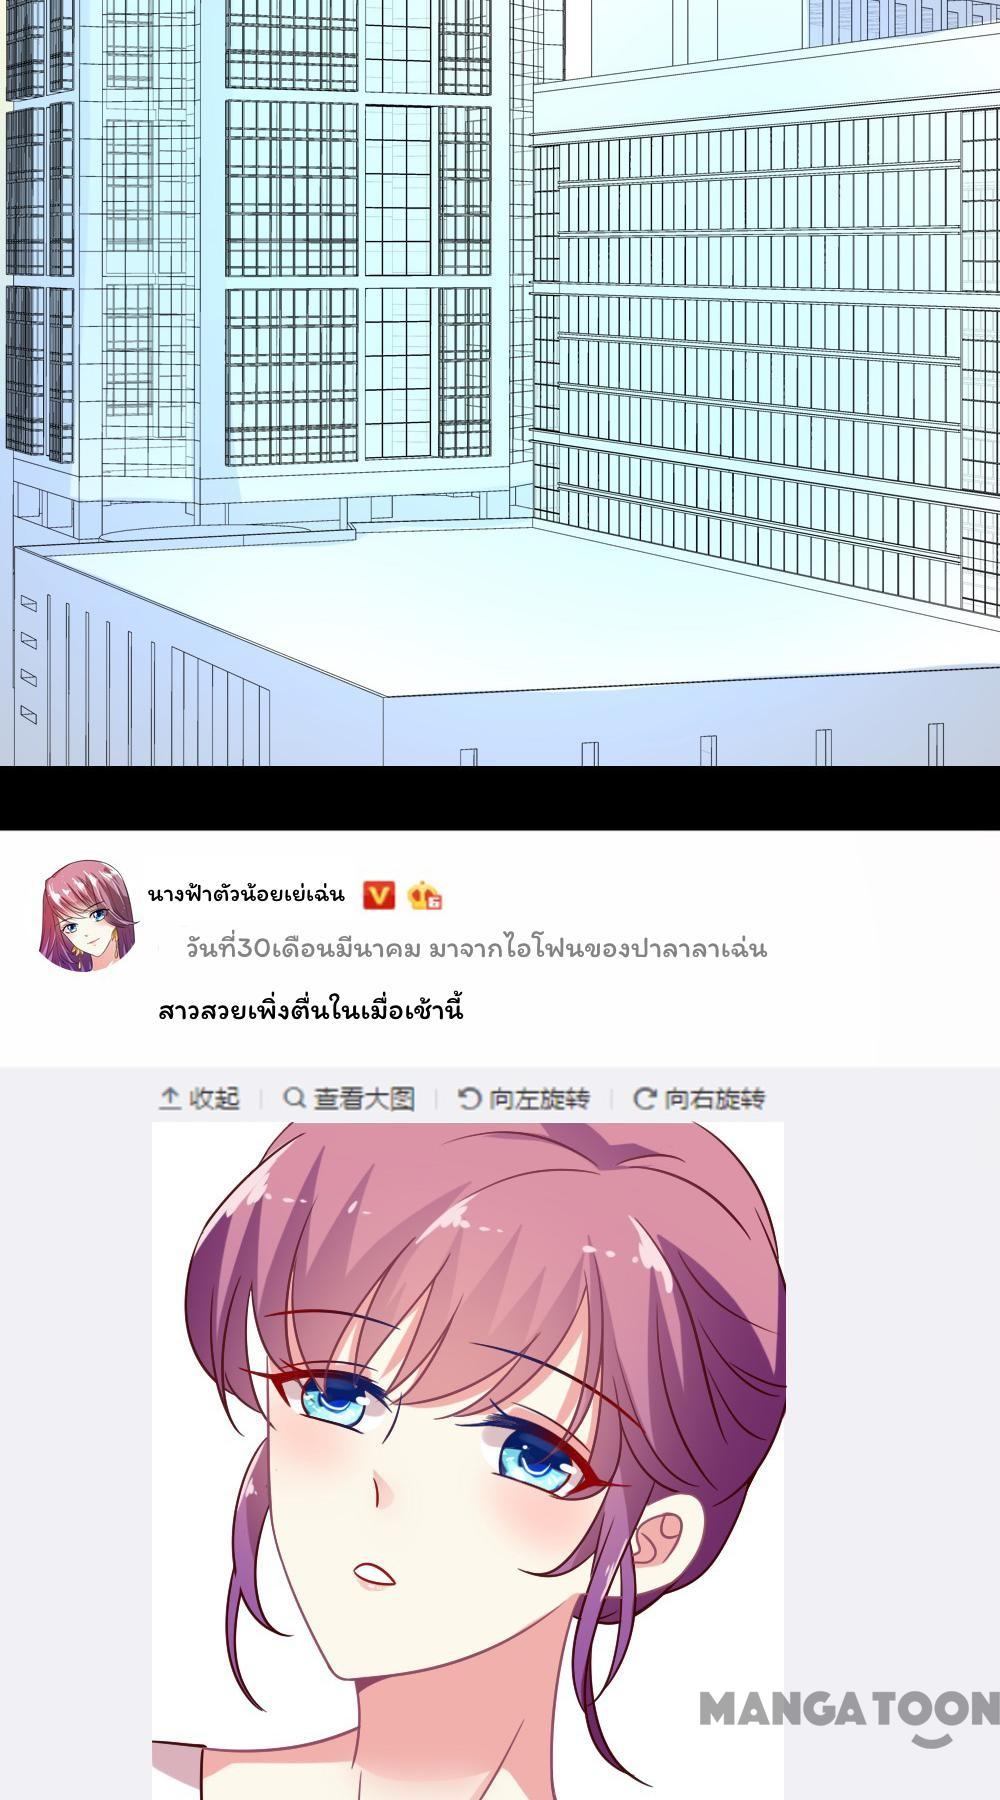 นางฟ้าตัวน้อยเย่เฉ่น
วันที่30เดือนมีนาคม มาจากไอโฟนของปาลาลาเฉ่น
สาวสวยเพิ่งตื่นในเมื่อเช้านี้
收起 查看大图 向左旋转 向右旋转
MANGATOON